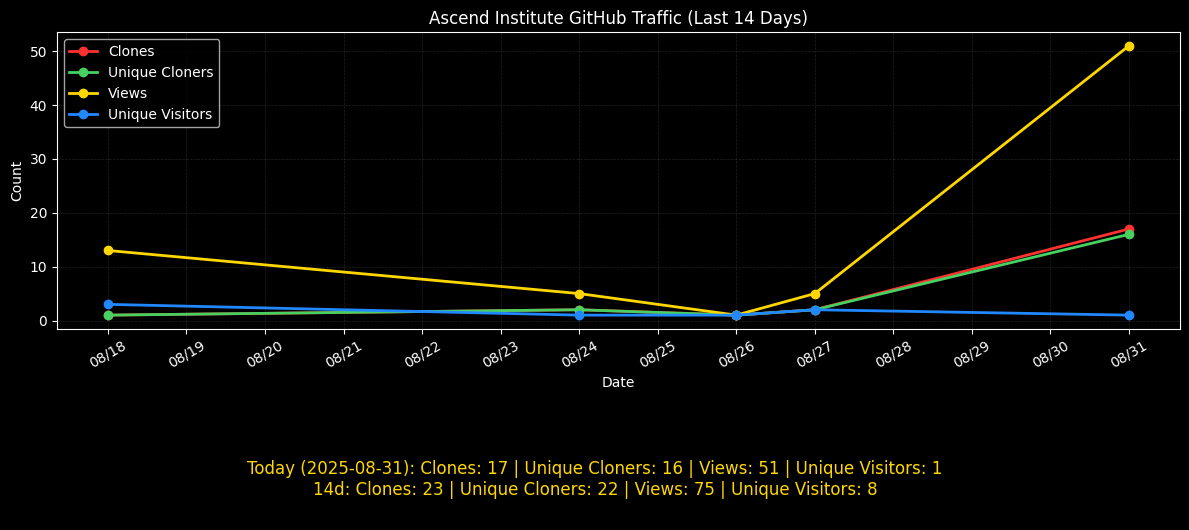 Ascend Institute GitHub Traffic (Last 14 Days)
Clones
Unique Cloners
Views
Unique Visitors
Count
50
40
30
20
10
0
08/18
08/19
08/20
08/21
08/22
08/23
08/24
08/25
08/26
08/27
08/28
08/29
08/30
08/31
Date
Today (2025-08-31): Clones: 17 | Unique Cloners: 16 | Views: 51 | Unique Visitors: 1
14d: Clones: 23 | Unique Cloners: 22 | Views: 75 | Unique Visitors: 8